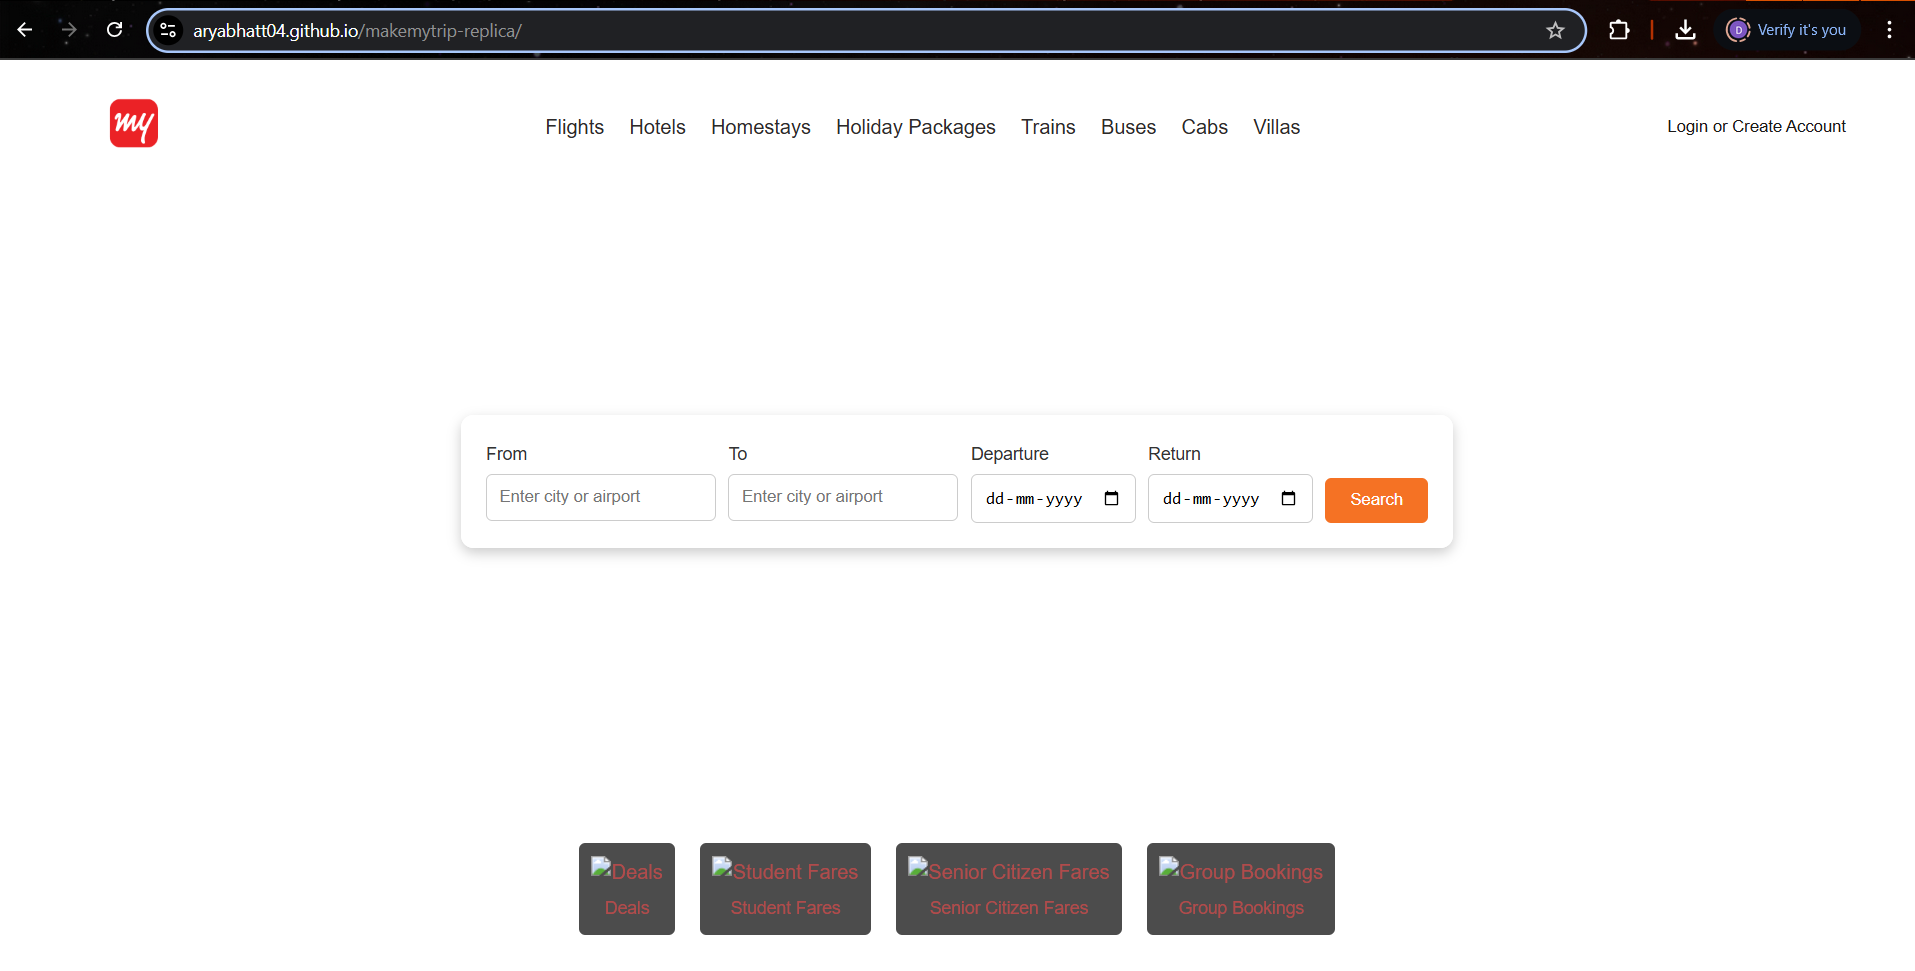 aryabhatt04.github.io/makemytrip-replica/
D Verify it's you
my Flights Hotels Homestays Holiday Packages Trains Buses Cabs Villas Login or Create Account
From To Departure Return
Enter city or airport Enter city or airport dd-mm-yyyy dd-mm-yyyy Search
Deals Student Fares Senior Citizen Fares Group Bookings
Deals Student Fares Senior Citizen Fares Group Bookings